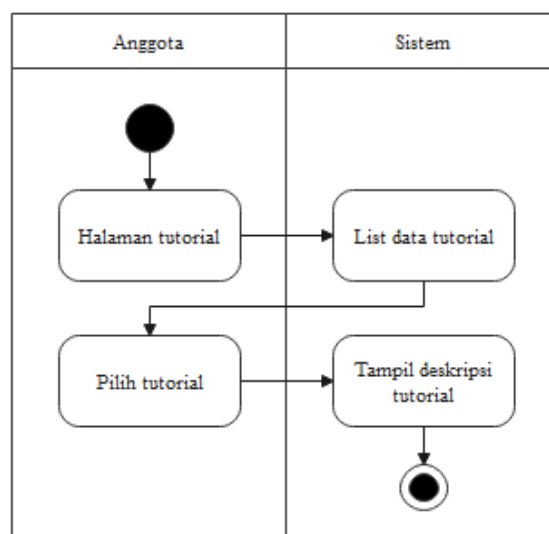 Anggota
Sistem
Halaman tutorial
List data tutorial
Pilih tutorial
Tampil deskripsi
tutorial